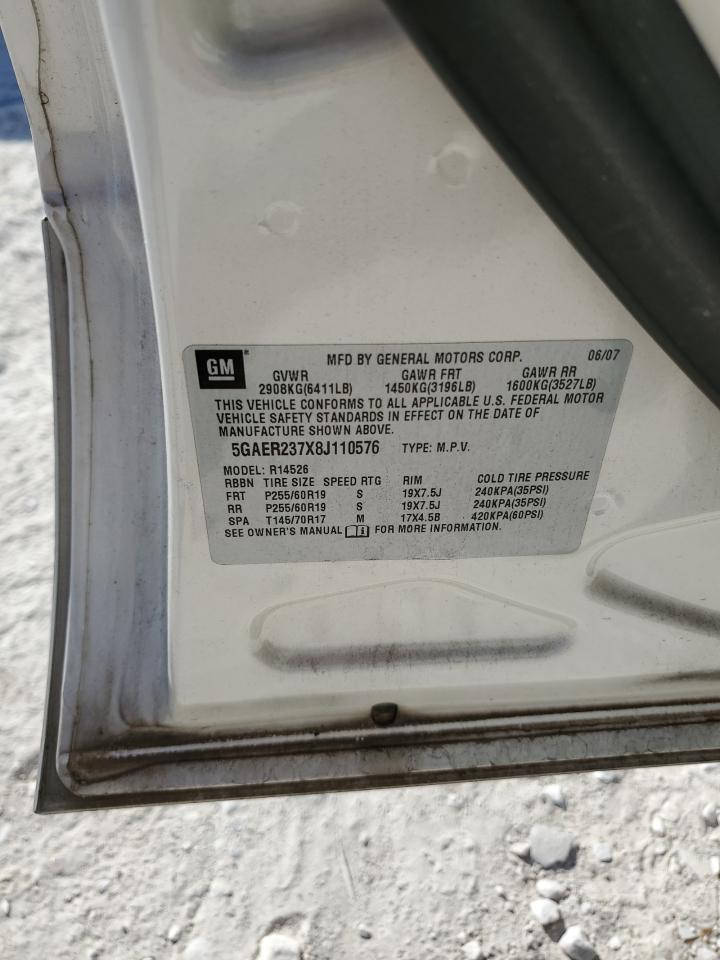 GM MFD BY GENERAL MOTORS CORP. 06/07
GVWR GAWR FRT GAWR RR
2908KG(6411LB) 1450KG(3196LB) 1600KG(3527LB)
THIS VEHICLE CONFORMS TO ALL APPLICABLE U.S. FEDERAL MOTOR
VEHICLE SAFETY STANDARDS IN EFFECT ON THE DATE OF
MANUFACTURE SHOWN ABOVE.
5GAER237X8J110576 TYPE: M.P.V.
MODEL: R14526
RBBN TIRE SIZE SPEED RTG RIM COLD TIRE PRESSURE
FRT P255/60R19 S 19X7.5J 240KPA(35PSI)
RR P255/60R19 S 19X7.5J 240KPA(35PSI)
SPA T145/70R17 M 17X4.5B 420KPA(60PSI)
SEE OWNER'S MANUAL FOR MORE INFORMATION.